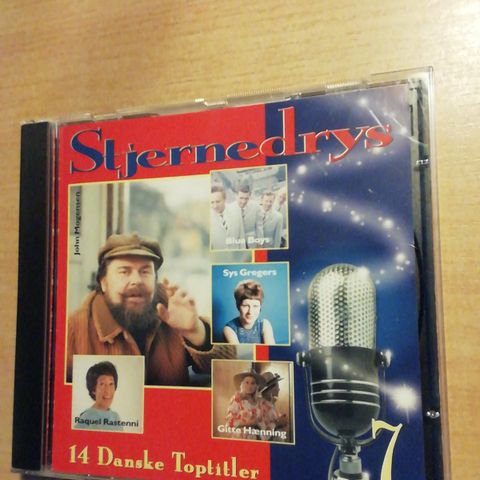 Stjernedrys
John Mogensen
Blue Boys
Sys Gregers
Raquel Rastenni
Gitte Hænning
14 Danske Toptitler
7